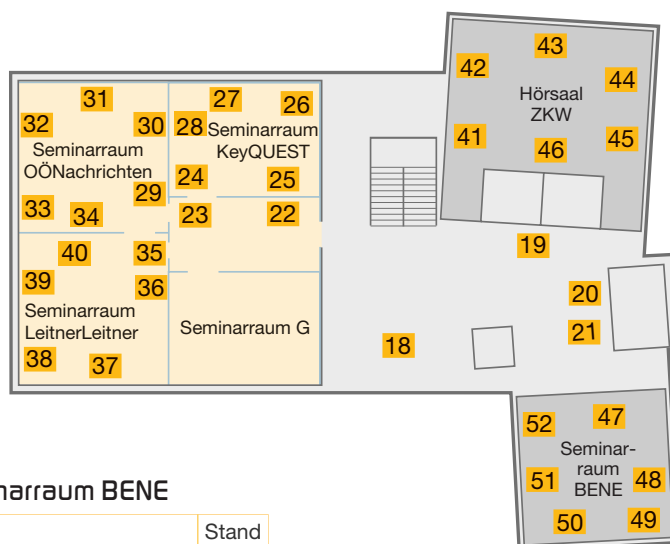 43
42
44
Hörsaal
ZKW
41
45
46
31
27
26
32
30
28
Seminarraum
KeyQUEST
Seminarraum
OÖNachrichten
24
25
29
33
34
23
22
19
40
35
39
36
20
Seminarraum
LeitnerLeitner
Seminarraum G
21
18
38
37
52
47
Seminar-
raum
BENE
51
48
50
49
narraum BENE
Stand